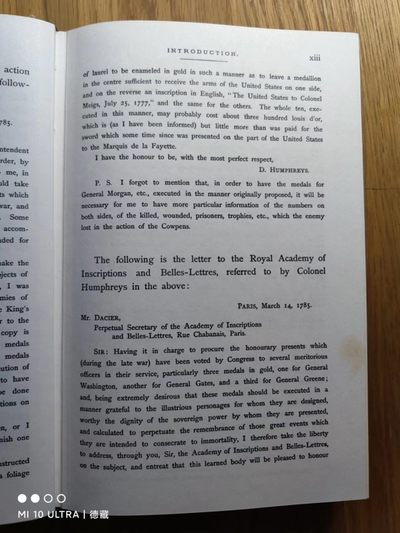 action
follow-
785.
intendent
order, by
me, in
ould take
ts which
war, and
Some
accom-
nded for
make the
bjects of
, I was
mies of
e King's
r to the
copy is
medals
medals
ution of
to have
be done
tions on
n, or I
nish one
nstructed
a foliage
INTRODUCTION. xiii
of laurel to be enameled in gold in such a manner as to leave a medallion
in the centre sufficient to receive the arms of the United States on one side,
and on the reverse an inscription in English, "The United States to Colonel
Meigs, July 25, 1777," and the same for the others. The whole ten, exe-
cuted in this manner, may probably cost about three hundred louis d'or,
which is (as I have been informed) but little more than was paid for the
sword which some time since was presented on the part of the United States
to the Marquis de la Fayette.
I have the honour to be, with the most perfect respect,
D. HUMPHREYS.
P. S. I forgot to mention that, in order to have the medals for
General Morgan, etc., executed in the manner originally proposed, it will be
necessary for me to have more particular information of the numbers on
both sides, of the killed, wounded, prisoners, trophies, etc., which the enemy
lost in the action of the Cowpens.
The following is the letter to the Royal Academy of
Inscriptions and Belles-Lettres, referred to by Colonel
Humphreys in the above:
PARIS, March 14, 1785.
Mr. DACIER,
Perpetual Secretary of the Academy of Inscriptions
and Belles-Lettres, Rue Chabanais, Paris.
SIR: Having it in charge to procure the honourary presents which
(during the late war) have been voted by Congress to several meritorious
officers in their service, particularly three medals in gold, one for General
Washington, another for General Gates, and a third for General Greene;
and, being extremely desirous that these medals should be executed in a
manner grateful to the illustrious personages for whom they are designed,
worthy the dignity of the sovereign power by whom they are presented,
and calculated to perpetuate the remembrance of those great events which
they are intended to consecrate to immortality, I therefore take the liberty
to address, through you, Sir, the Academy of Inscriptions and Belles-Lettres
on the subject, and entreat that this learned body will be pleased to honour
MI 10 ULTRA | 德藏